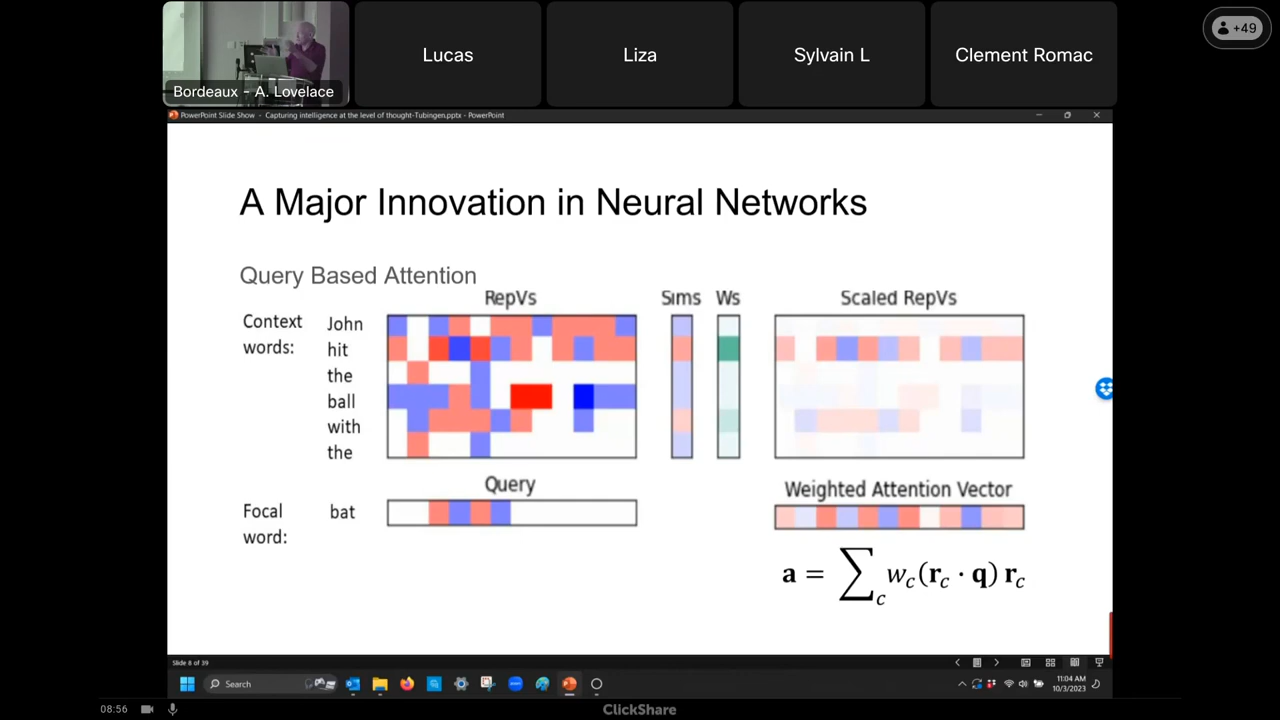 +49
Bordeaux - A. Lovelace
Lucas
Liza
Sylvain L
Clement Romac
PowerPoint Slide Show - Capturing intelligence at the level of thought-Tubingen.pptx - PowerPoint
A Major Innovation in Neural Networks
Query Based Attention
RepVs
Sims
Ws
Scaled RepVs
Context
words:
John
hit
the
ball
with
the
Query
Weighted Attention Vector
Focal
word:
bat
a = ∑c wc(rc · q) rc
Slide 8 of 39
Search
11:04 AM
10/3/2023
08:56
ClickShare